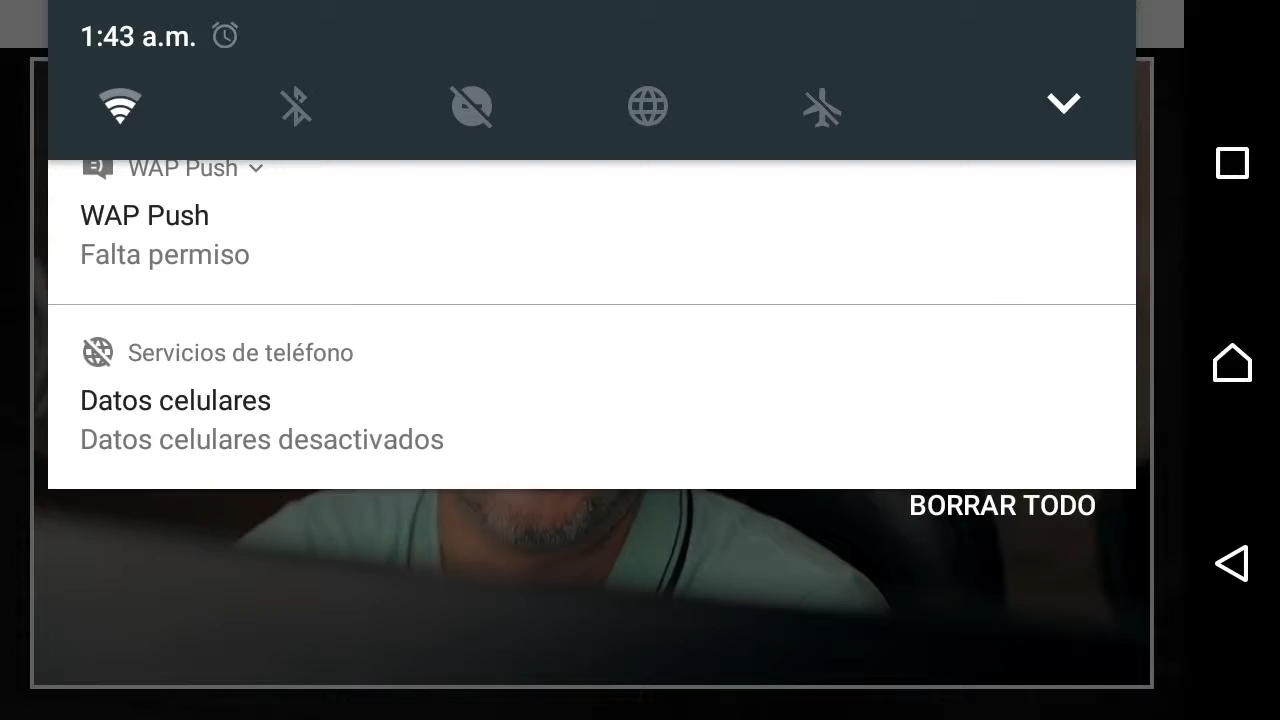 1:43 a.m.
WAP Push
WAP Push
Falta permiso
Servicios de teléfono
Datos celulares
Datos celulares desactivados
BORRAR TODO